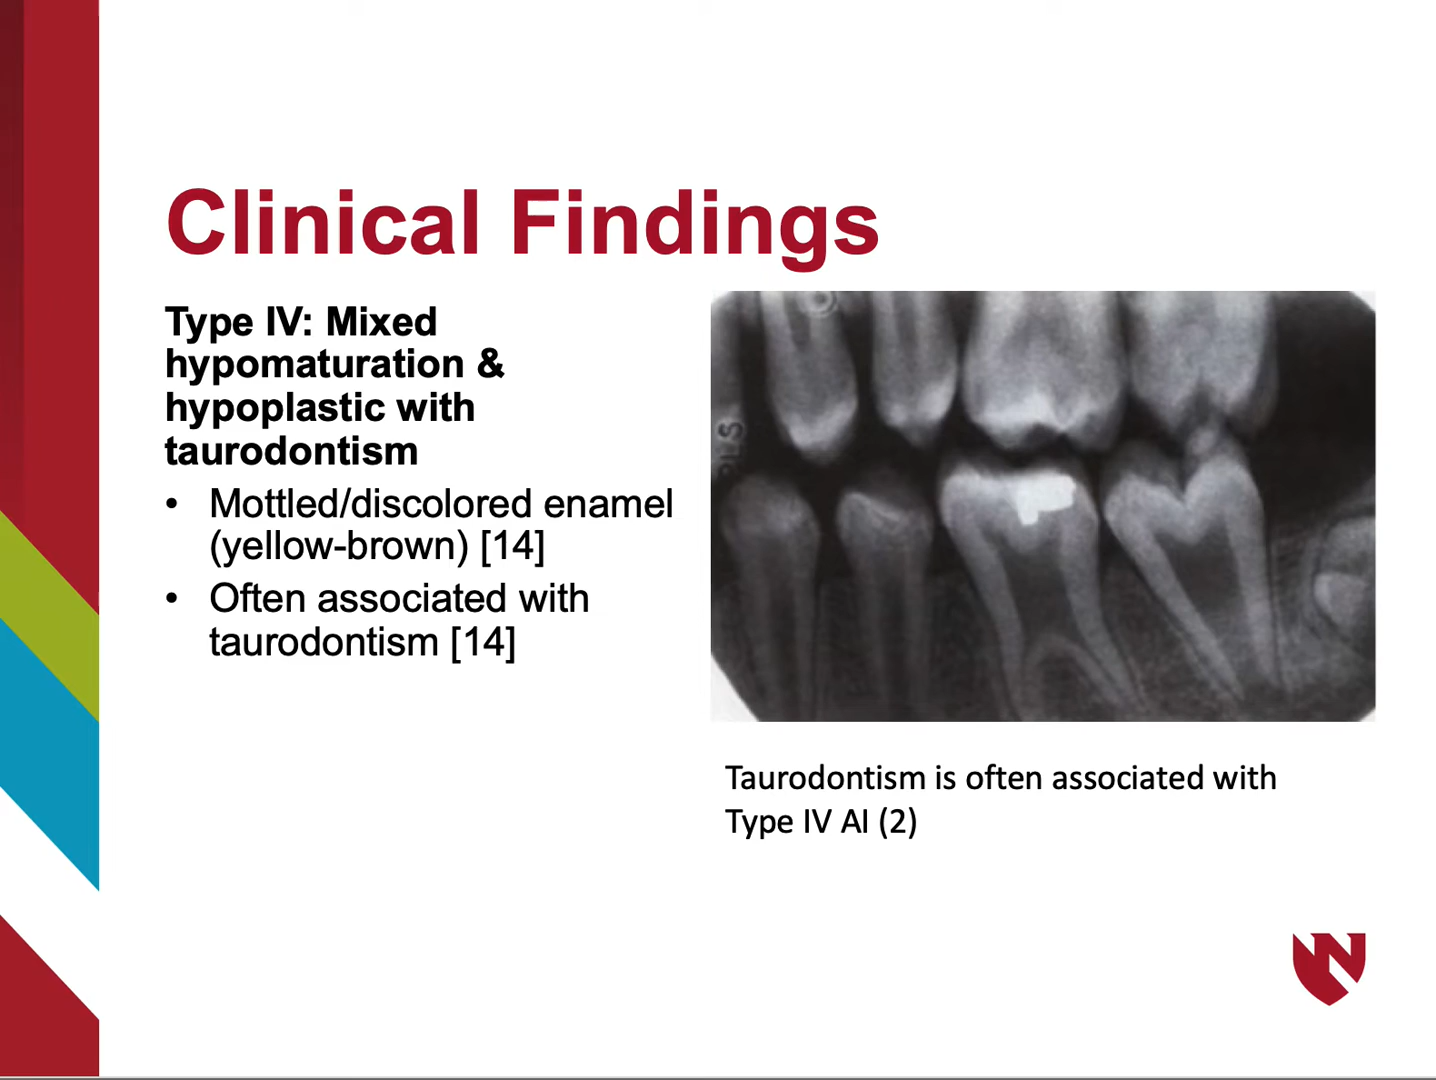 Clinical Findings
Type IV: Mixed
hypomaturation &
hypoplastic with
taurodontism
• Mottled/discolored enamel
(yellow-brown) [14]
• Often associated with
taurodontism [14]
Taurodontism is often associated with
Type IV AI (2)